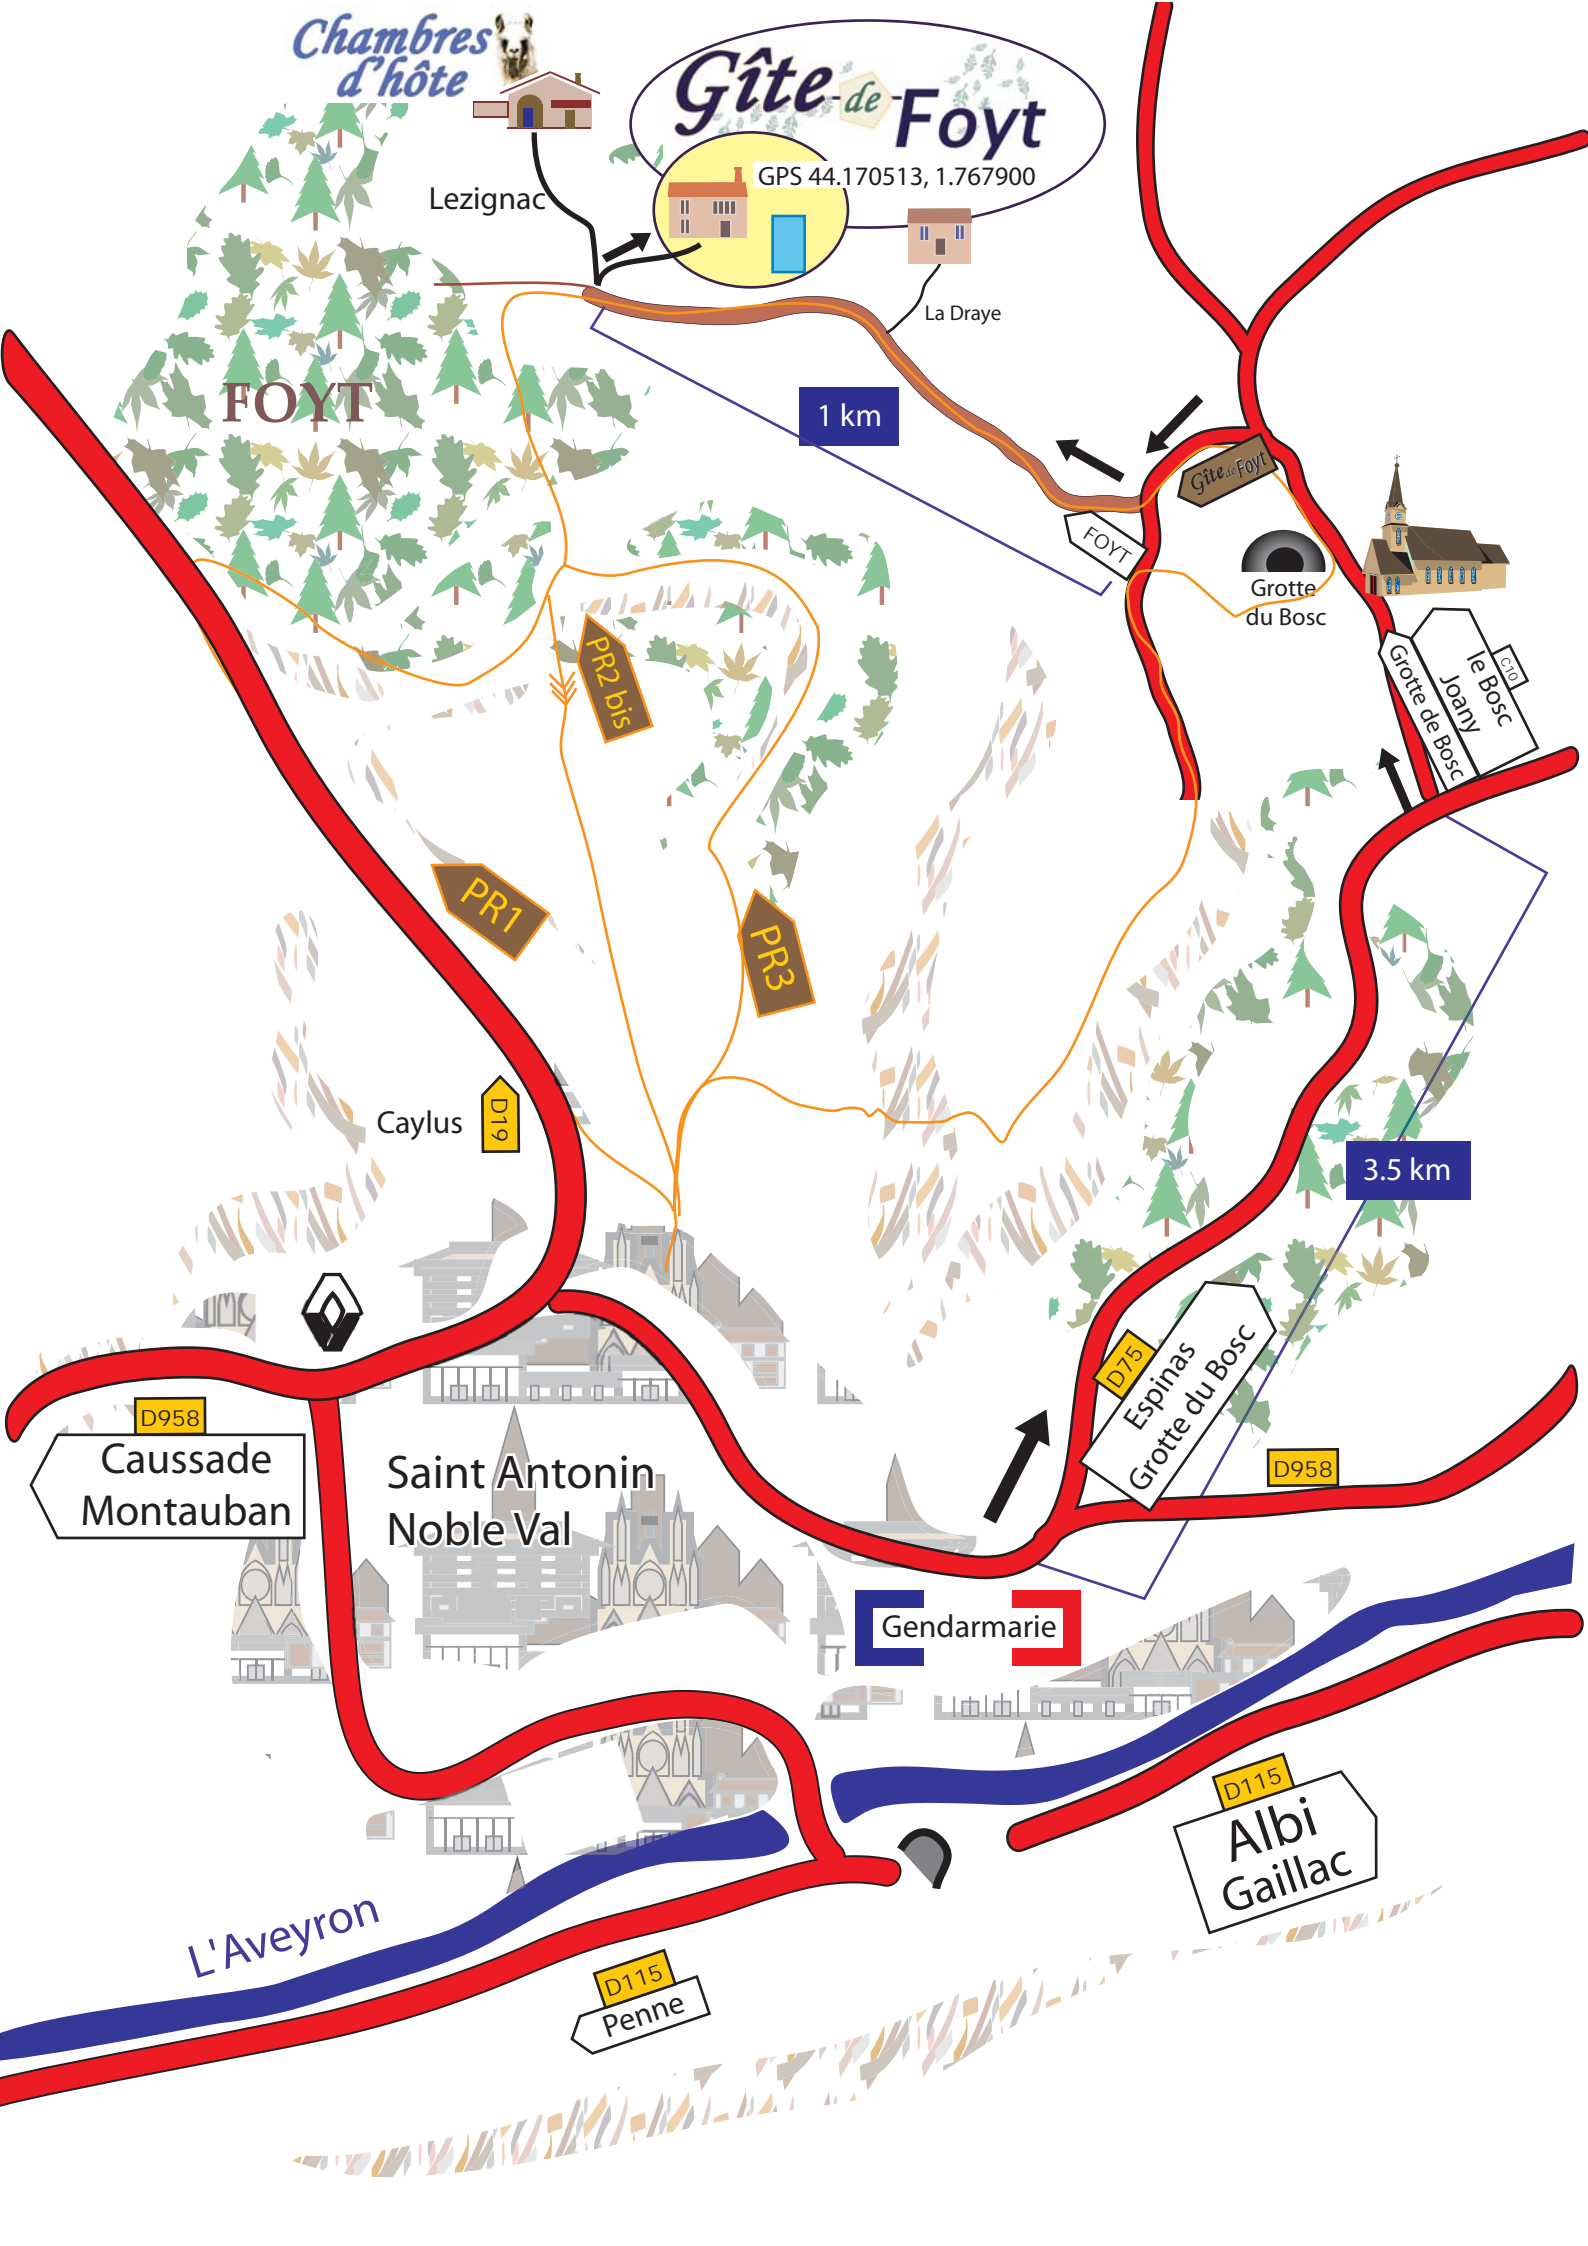 Chambres
d'hôte
Gîte de Foyt
GPS 44.170513, 1.767900
Lezignac
La Draye
FOYT
1 km
Gîte de Foyt
FOYT
Grotte
du Bosc
C10
le Bosc
Joany
Grotte de Bosc
PR2 bis
PR1
PR3
Caylus
D19
3.5 km
D75
Espinas
Grotte du Bosc
D958
Caussade
Montauban
Saint Antonin
Noble Val
D958
Gendarmarie
D115
Albi
Gaillac
L'Aveyron
D115
Penne